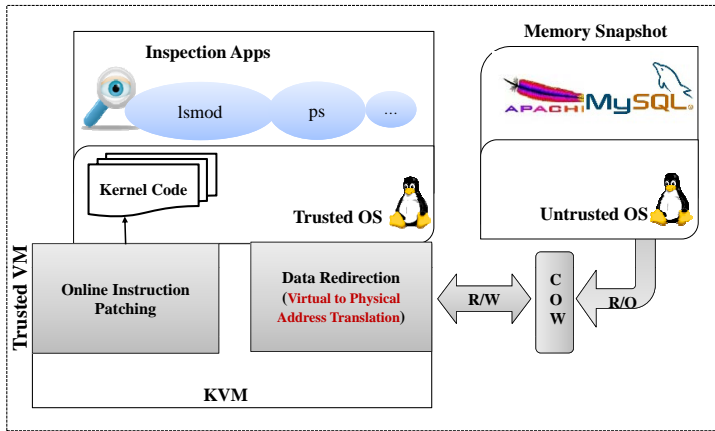 Inspection Apps
Memory Snapshot
lsmod
ps
...
APACHI
MySQL®
Kernel Code
Trusted OS
Untrusted OS
Trusted VM
Online Instruction
Patching
Data Redirection
(Virtual to Physical
Address Translation)
R/W
C
O
W
R/O
KVM